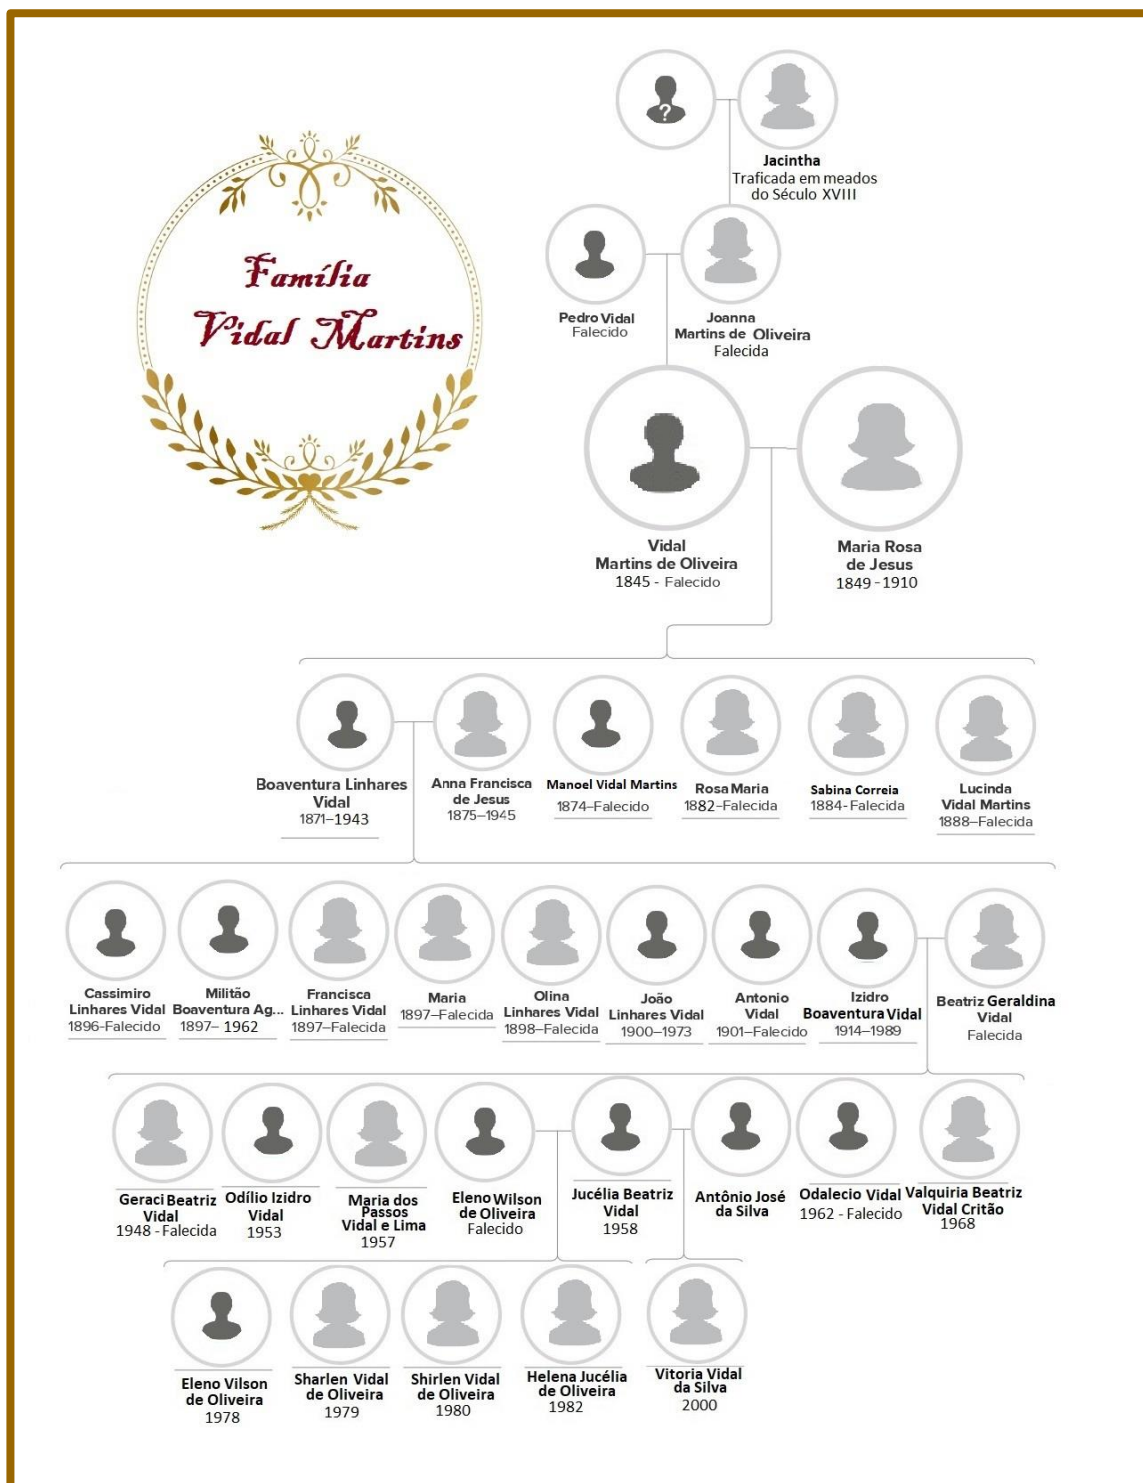 Família
Vidal Martins
?
Jacintha
Traficada em meados
do Século XVIII
Pedro Vidal
Falecido
Joanna
Martins de Oliveira
Falecida
Vidal
Martins de Oliveira
1845 - Falecido
Maria Rosa
de Jesus
1849 - 1910
Boaventura Linhares
Vidal
1871–1943
Anna Francisca
de Jesus
1875–1945
Manoel Vidal Martins
1874–Falecido
Rosa Maria
1882–Falecida
Sabina Correia
1884- Falecida
Lucinda
Vidal Martins
1888–Falecida
Cassimiro
Linhares Vidal
1896-Falecido
Militão
Boaventura Ag...
1897– 1962
Francisca
Linhares Vidal
1897–Falecida
Maria
1897–Falecida
Olina
Linhares Vidal
1898–Falecida
João
Linhares Vidal
1900–1973
Antonio
Vidal
1901–Falecido
Izidro
Boaventura Vidal
1914–1989
Beatriz Geraldina
Vidal
Falecida
Geraci Beatriz
Vidal
1948 - Falecida
Odílio Izidro
Vidal
1953
Maria dos
Passos
Vidal e Lima
1957
Eleno Wilson
de Oliveira
Falecido
Jucélia Beatriz
Vidal
1958
Antônio José
da Silva
Odalecio Vidal
1962 - Falecido
Valquiria Beatriz
Vidal Critão
1968
Eleno Vilson
de Oliveira
1978
Sharlen Vidal
de Oliveira
1979
Shirlen Vidal
de Oliveira
1980
Helena Jucélia
de Oliveira
1982
Vitoria Vidal
da Silva
2000